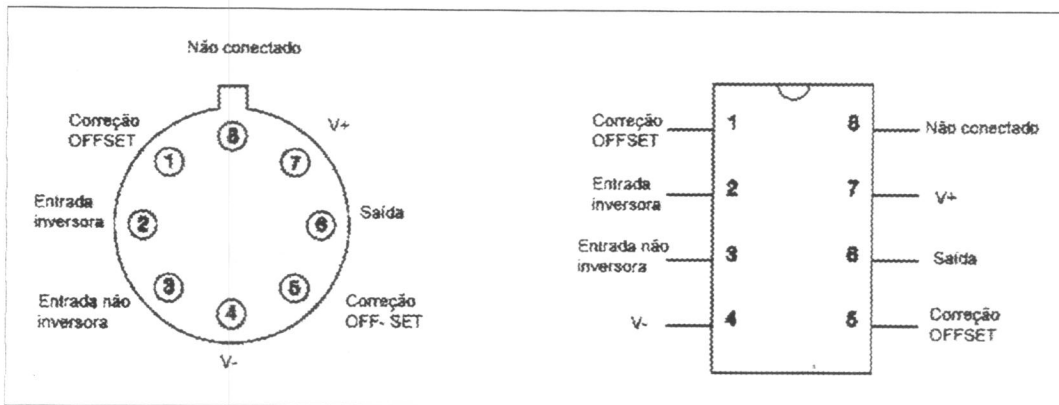 Não conectado
Correção
OFFSET
V+
8
1
7
Entrada
inversora
2
6
Saída
3
5
Entrada não
inversora
4
Correção
OFF- SET
V-
Correção
OFFSET
1
8
Não conectado
Entrada
inversora
2
7
V+
Entrada não
inversora
3
6
Saída
V-
4
5
Correção
OFFSET